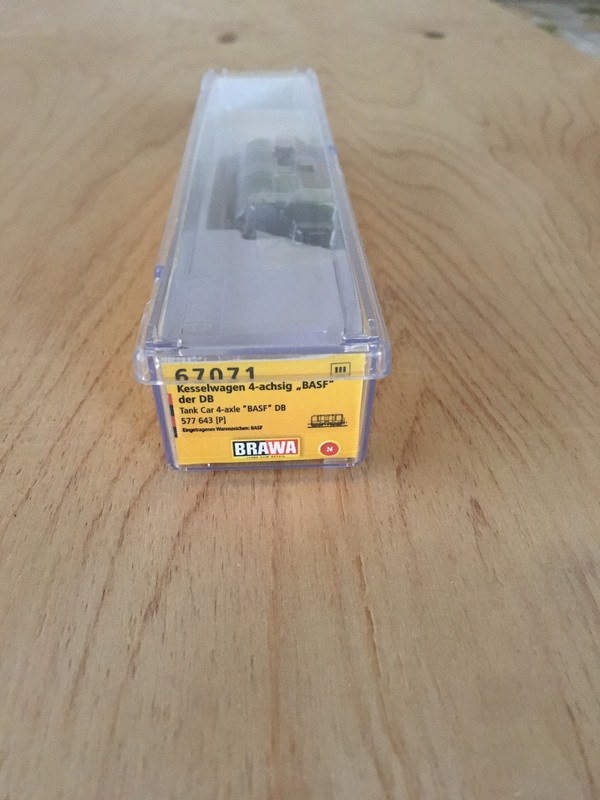 67071
III
Kesselwagen 4-achsig „BASF“
der DB
Tank Car 4-axle "BASF" DB
577 643 [P]
Eingetragenes Warenzeichen: BASF
BRAWA
N